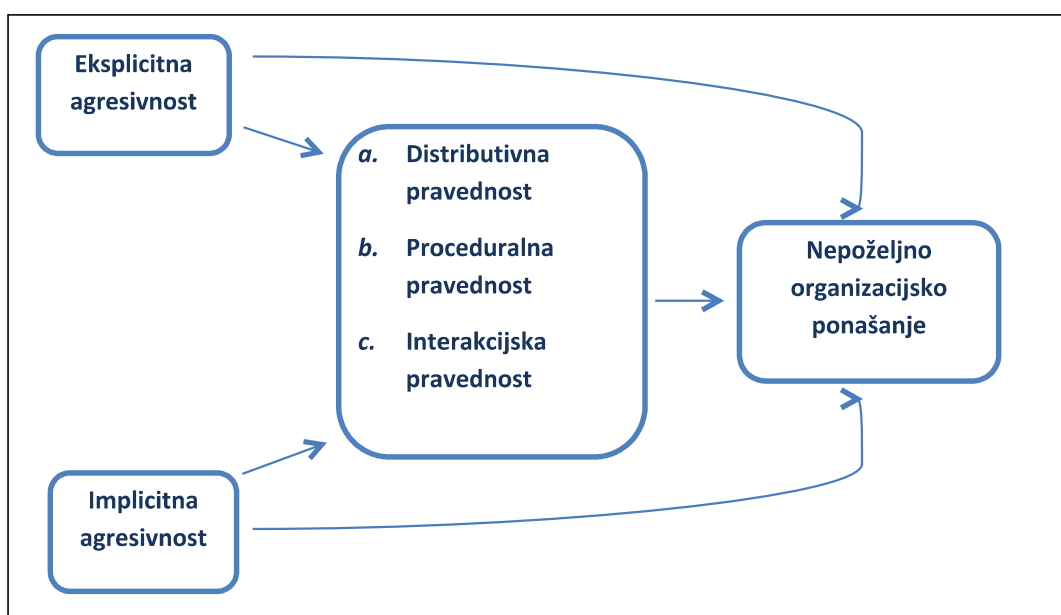 Eksplicitna
agresivnost
a. Distributivna
pravednost
b. Proceduralna
pravednost
c. Interakcijska
pravednost
Nepoželjno
organizacijsko
ponašanje
Implicitna
agresivnost